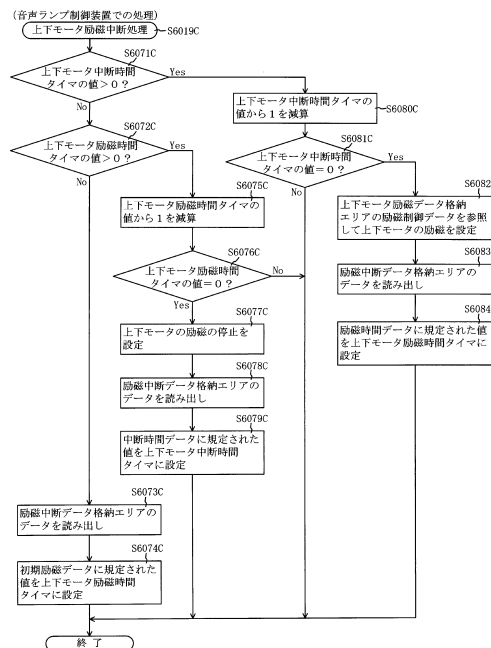 (音声ランプ制御装置での処理)
上下モータ励磁中断処理
S6019C
S6071C
上下モータ中断時間
タイマの値>0?
Yes
No
S6080C
上下モータ中断時間タイマの
値から1を減算
S6072C
上下モータ励磁時間
タイマの値>0?
Yes
No
S6081C
上下モータ中断時間
タイマの値=0?
Yes
No
S6075C
上下モータ励磁時間タイマの
値から1を減算
S6082
上下モータ励磁データ格納
エリアの励磁制御データを参照
して上下モータの励磁を設定
S6076C
上下モータ励磁時間
タイマの値=0?
No
Yes
S6083
励磁中断データ格納エリアの
データを読み出し
S6077C
上下モータの励磁の停止を
設定
S6084
励磁時間データに規定された値
を上下モータ励磁時間タイマに
設定
S6078C
励磁中断データ格納エリアの
データを読み出し
S6079C
中断時間データに規定された
値を上下モータ中断時間
タイマに設定
S6073C
励磁中断データ格納エリアの
データを読み出し
S6074C
初期励磁データに規定された
値を上下モータ励磁時間
タイマに設定
終了